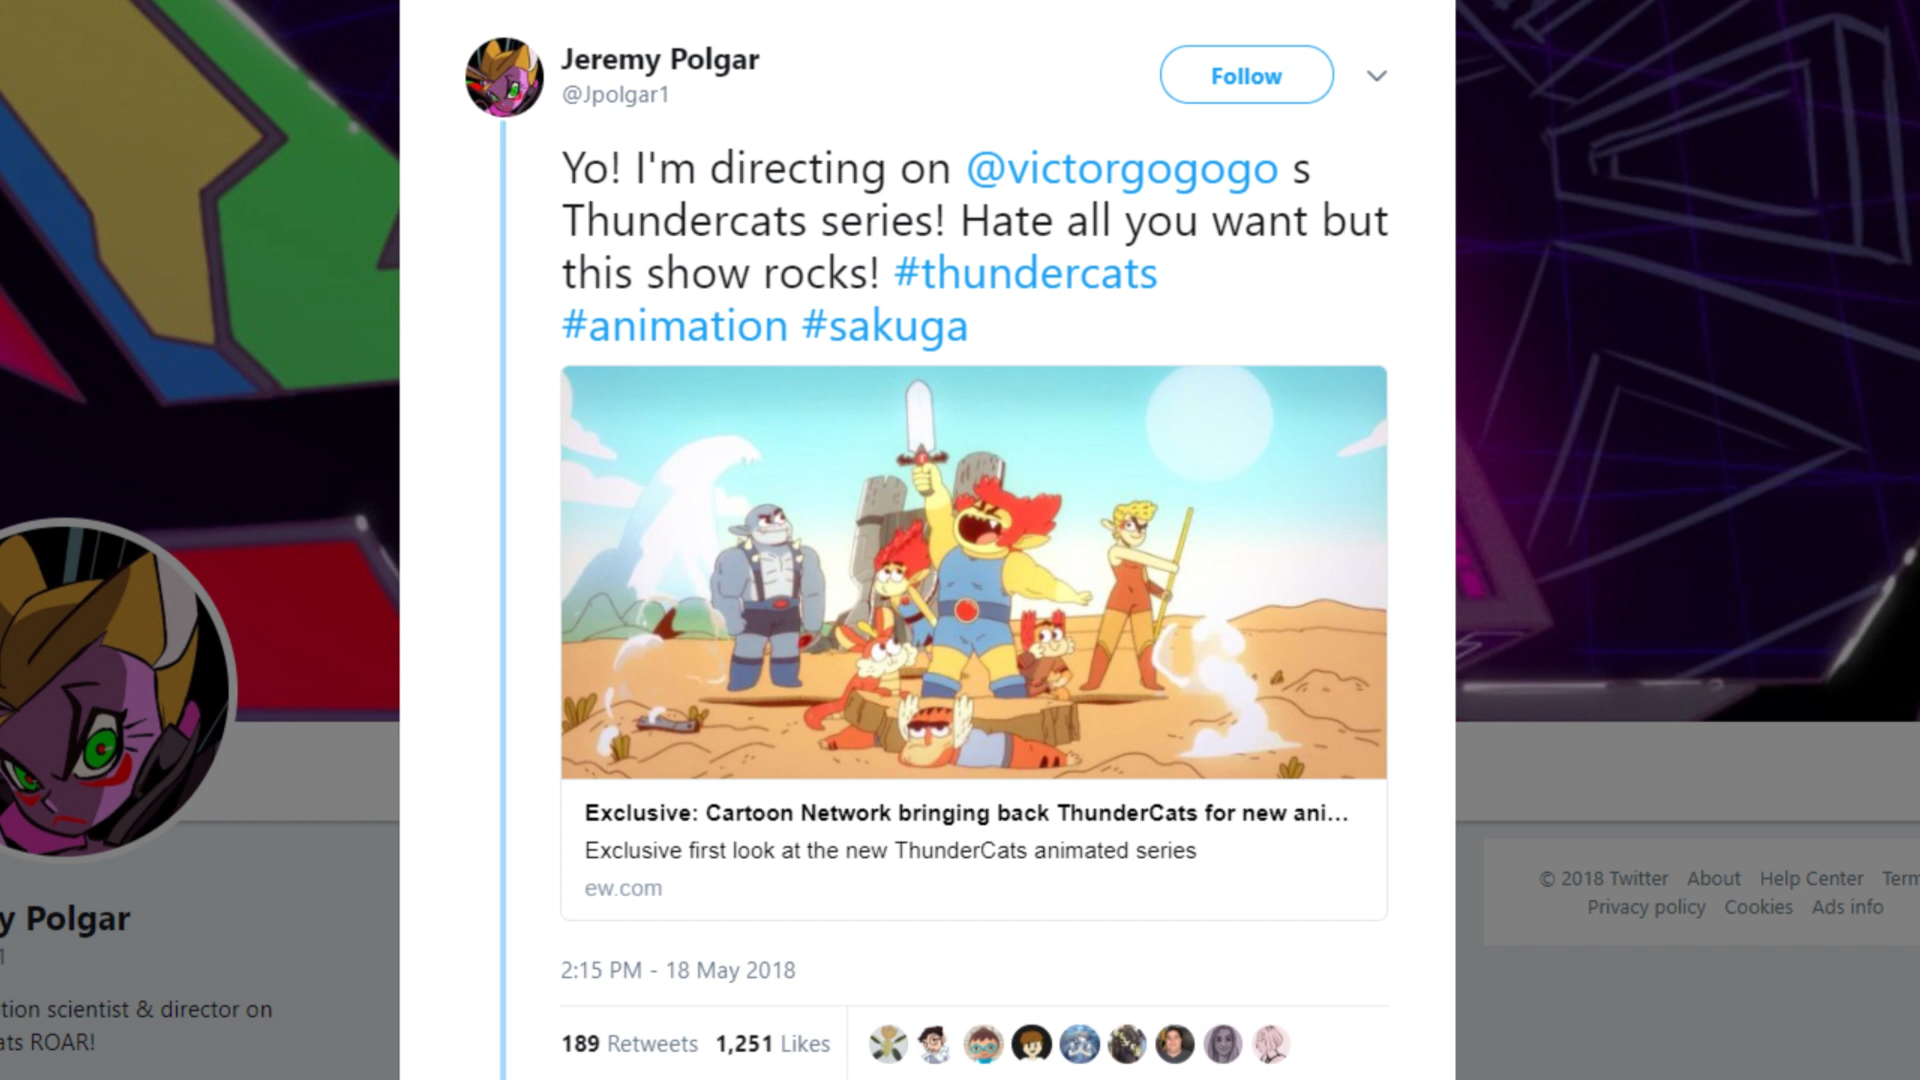 Jeremy Polgar
@Jpolgar1
Follow
Yo! I'm directing on @victorgogogo s
Thundercats series! Hate all you want but
this show rocks! #thundercats
#animation #sakuga
Exclusive: Cartoon Network bringing back ThunderCats for new ani...
Exclusive first look at the new ThunderCats animated series
ew.com
2:15 PM - 18 May 2018
189 Retweets 1,251 Likes
y Polgar
1
tion scientist & director on
ats ROAR!
© 2018 Twitter About Help Center Term
Privacy policy Cookies Ads info